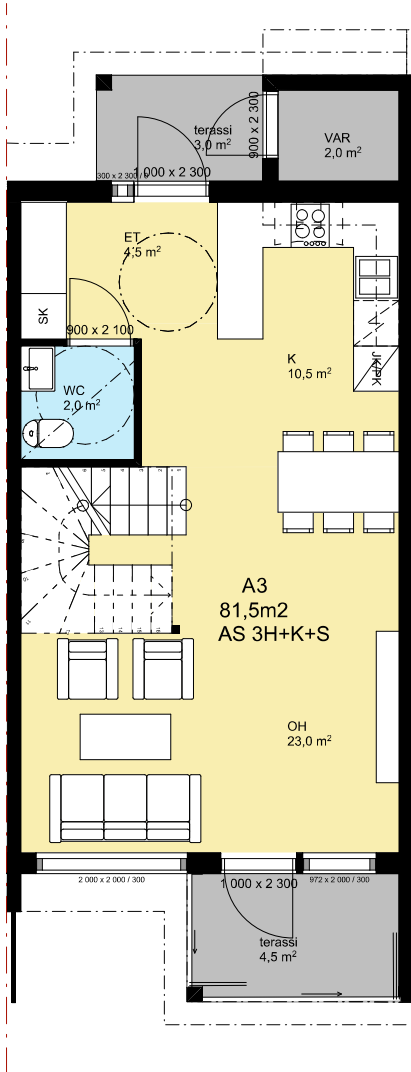 terassi
3,0 m²
900 x 2 300
VAR
2,0 m²
300 x 2 300 /
1 000 x 2 300
ET
4,5 m²
SK
900 x 2 100
K
10,5 m²
JK/PK
WC
2,0 m²
A3
81,5m2
AS 3H+K+S
OH
23,0 m²
2 000 x 2 000 / 300
1 000 x 2 300
972 x 2 000 / 300
terassi
4,5 m²